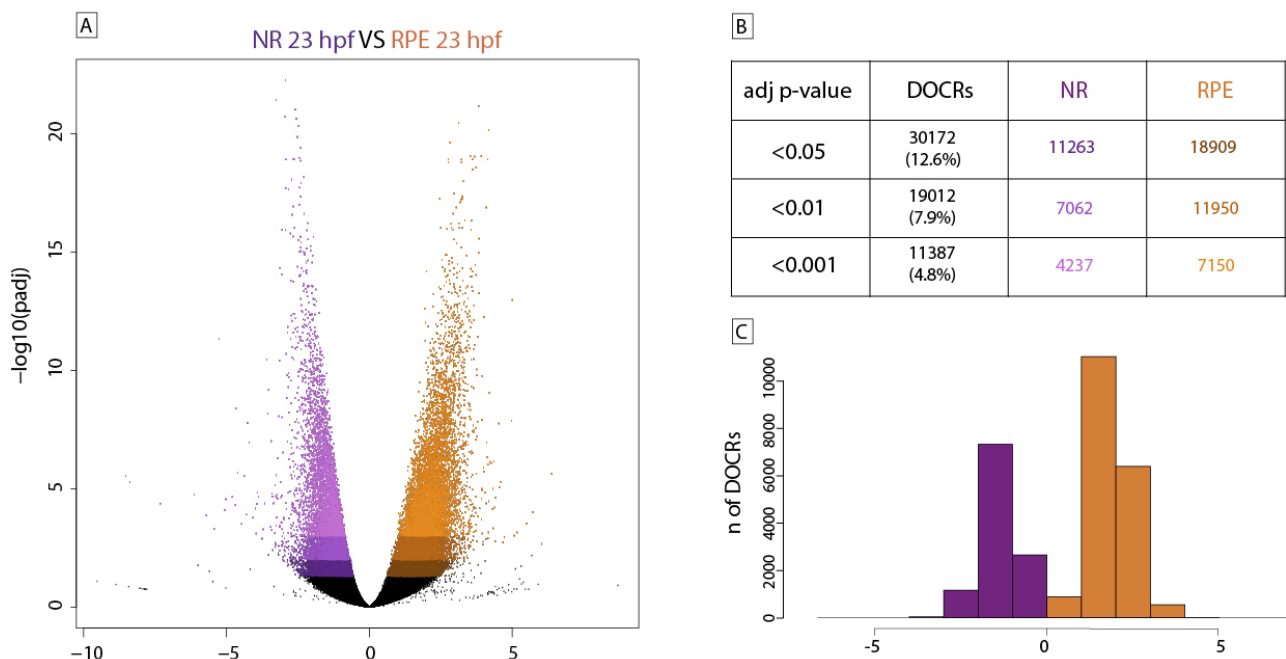 A
NR 23 hpf VS RPE 23 hpf
−log10(padj)
20
15
10
5
0
−10
−5
0
5
B
adj p-value DOCRs NR RPE
<0.05 30172 (12.6%) 11263 18909
<0.01 19012 (7.9%) 7062 11950
<0.001 11387 (4.8%) 4237 7150
C
n of DOCRs
10000
8000
6000
4000
2000
0
-5
0
5